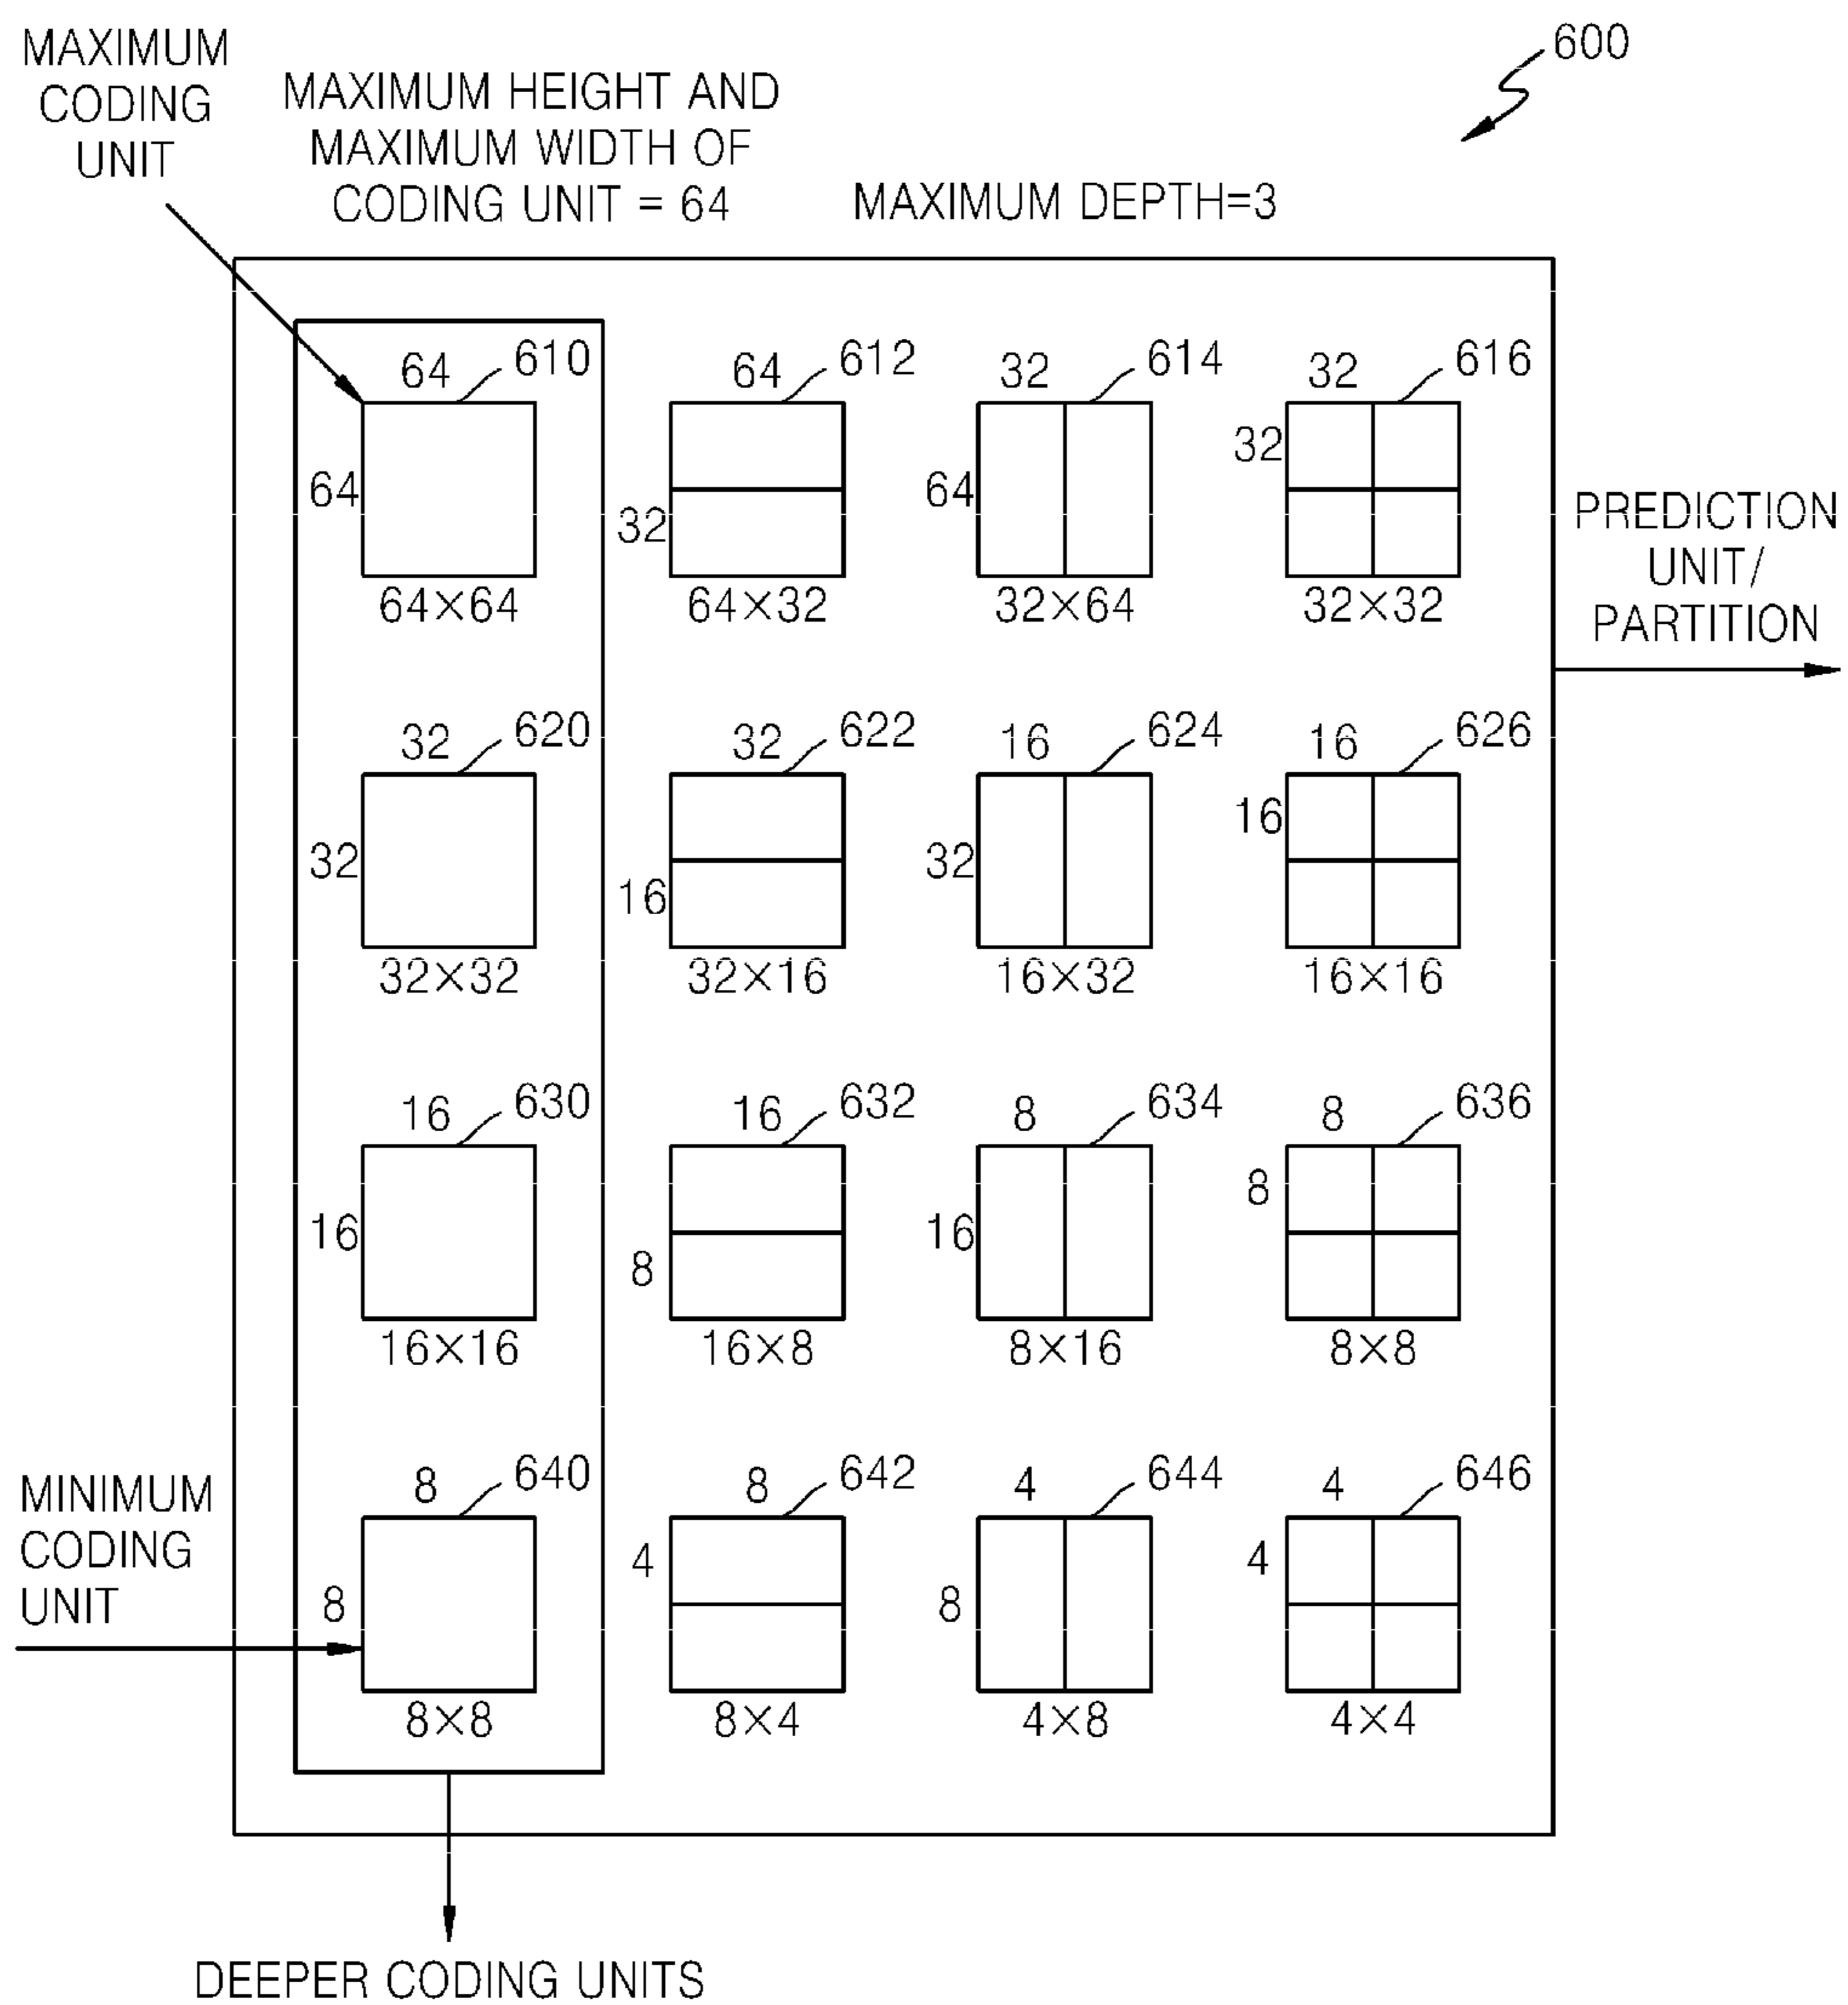 MAXIMUM
CODING
UNIT
MAXIMUM HEIGHT AND
MAXIMUM WIDTH OF
CODING UNIT = 64
MAXIMUM DEPTH=3
600
64 610 64 612 32 614 32 616
64 32 64 32
64×64 64×32 32×64 32×32
PREDICTION
UNIT/
PARTITION
32 620 32 622 16 624 16 626
32 16 32 16
32×32 32×16 16×32 16×16
16 630 16 632 8 634 8 636
16 8 16 8
16×16 16×8 8×16 8×8
MINIMUM
CODING
UNIT
8 640 8 642 4 644 4 646
8 4 8 4
8×8 8×4 4×8 4×4
DEEPER CODING UNITS